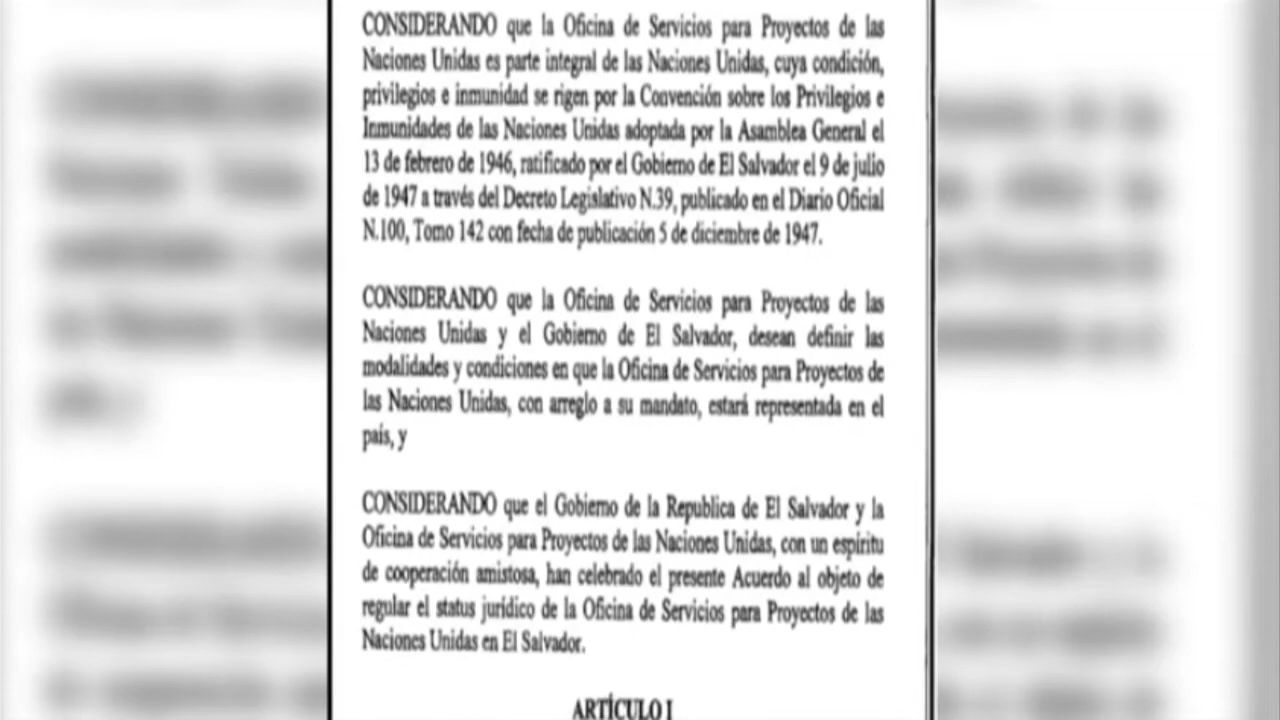 CONSIDERANDO que la Oficina de Servicios para Proyectos de las
Naciones Unidas es parte integral de las Naciones Unidas, cuya condición,
privilegios e inmunidad se rigen por la Convención sobre los Privilegios e
Inmunidades de las Naciones Unidas adoptada por la Asamblea General el
13 de febrero de 1946, ratificado por el Gobierno de El Salvador el 9 de julio
de 1947 a través del Decreto Legislativo N.39, publicado en el Diario Oficial
N.100, Tomo 142 con fecha de publicación 5 de diciembre de 1947.
CONSIDERANDO que la Oficina de Servicios para Proyectos de las
Naciones Unidas y el Gobierno de El Salvador, desean definir las
modalidades y condiciones en que la Oficina de Servicios para Proyectos de
las Naciones Unidas, con arreglo a su mandato, estará representada en el
país, y
CONSIDERANDO que el Gobierno de la Republica de El Salvador y la
Oficina de Servicios para Proyectos de las Naciones Unidas, con un espíritu
de cooperación amistosa, han celebrado el presente Acuerdo al objeto de
regular el status jurídico de la Oficina de Servicios para Proyectos de las
Naciones Unidas en El Salvador.
ARTÍCULO I